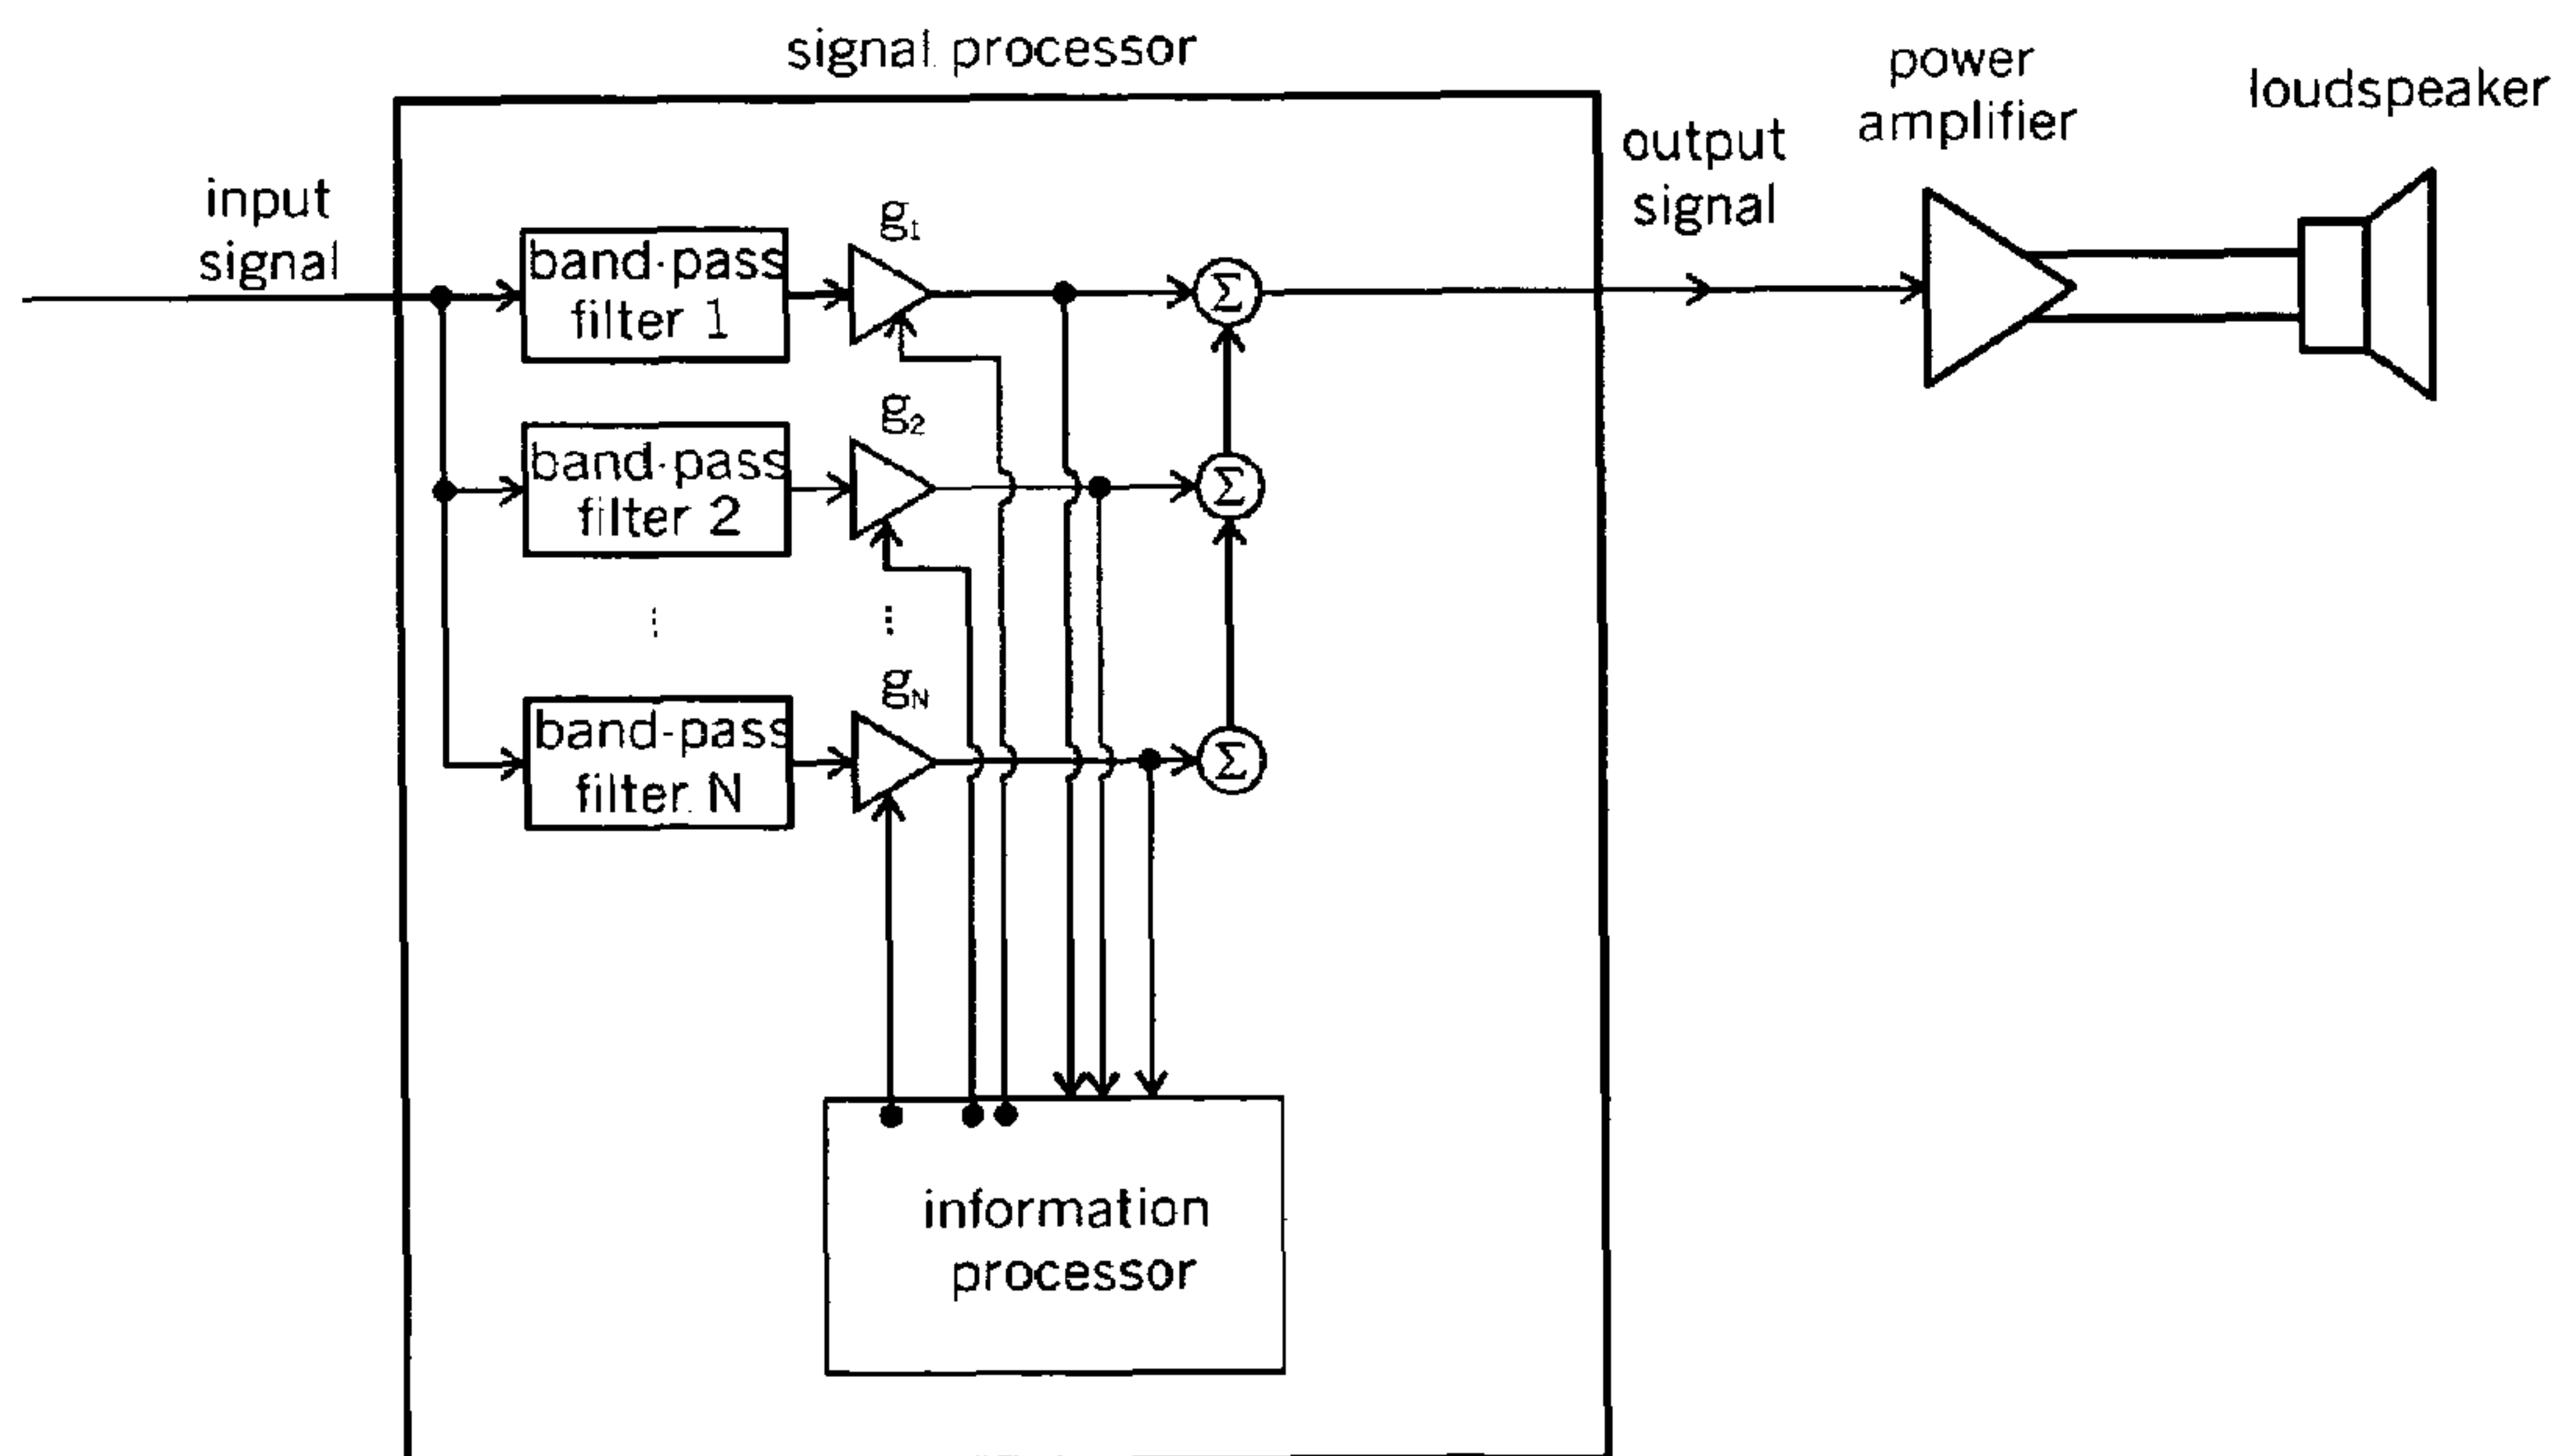 signal processor
power
amplifier
loudspeaker
output
signal
input
signal
band-pass
filter 1
g₁
Σ
band-pass
filter 2
g₂
Σ
⋮
⋮
band-pass
filter N
g_N
Σ
information
processor